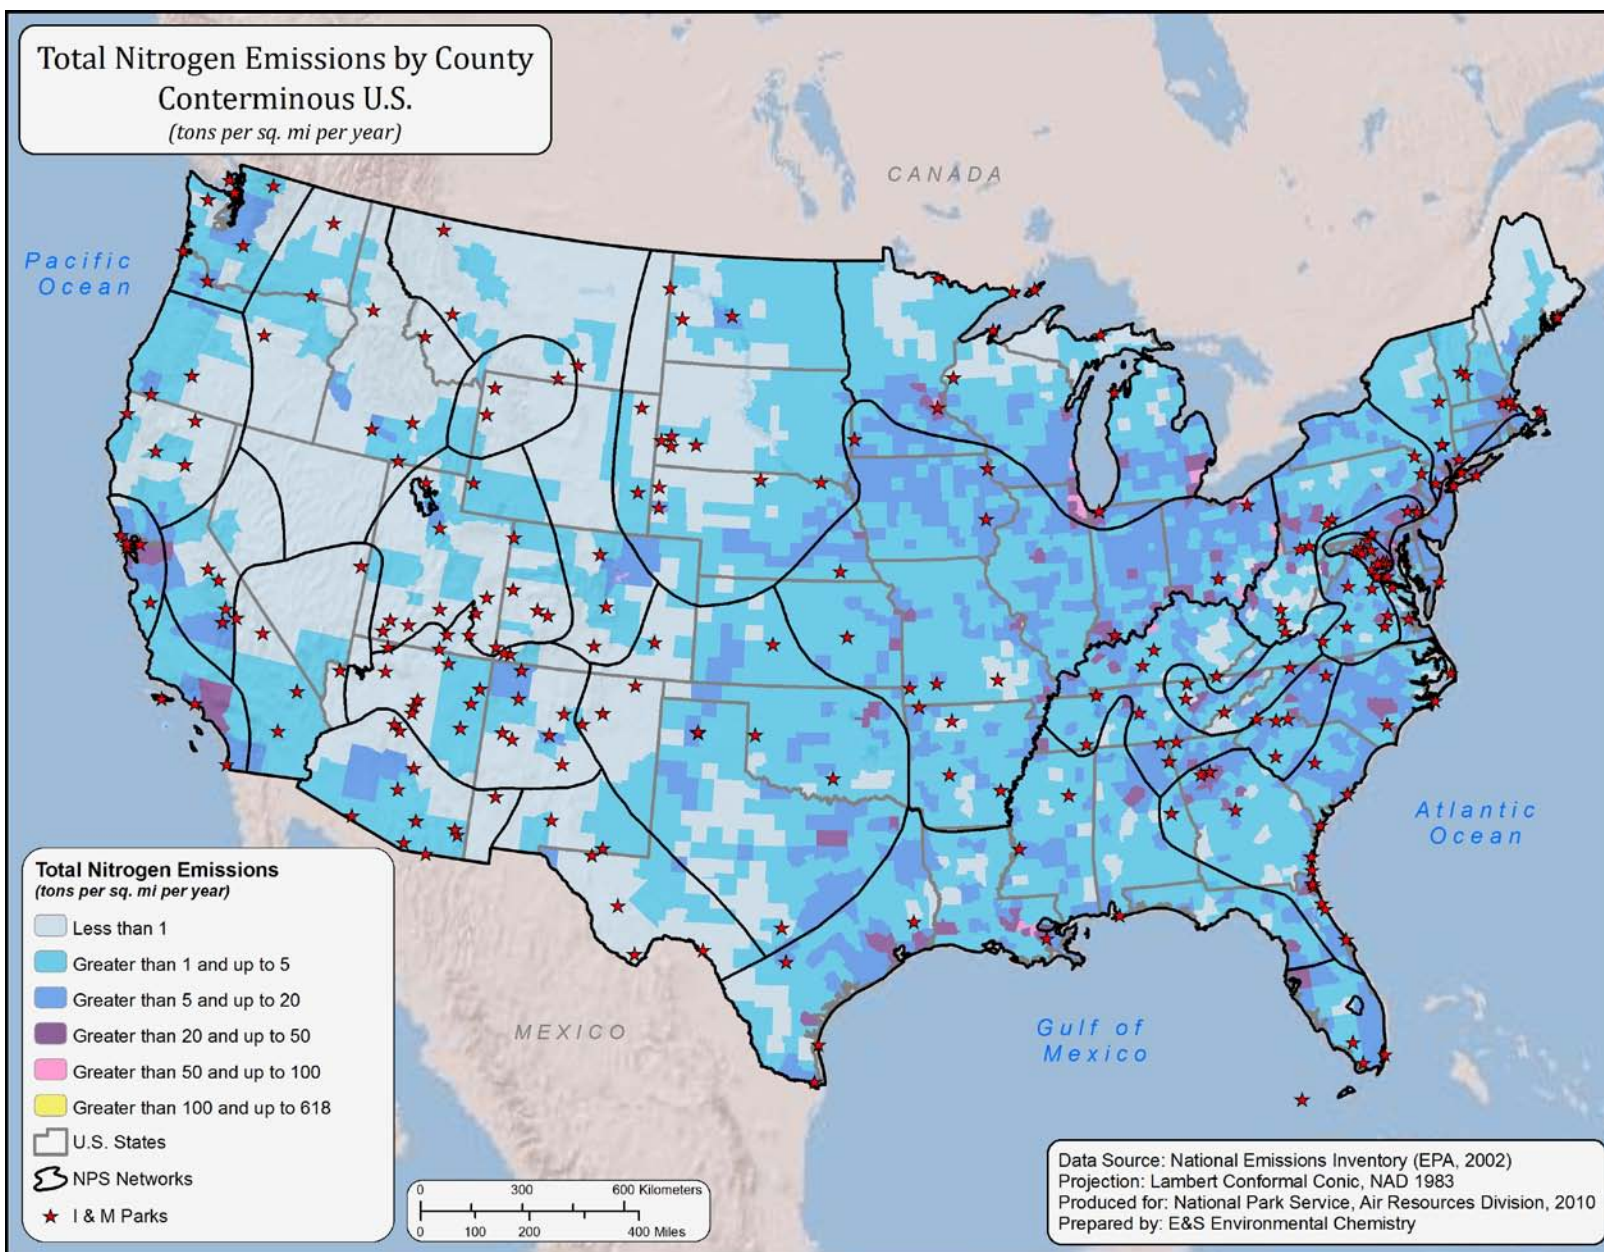 Total Nitrogen Emissions by County
Conterminous U.S.
(tons per sq. mi per year)
CANADA
Pacific
Ocean
Atlantic
Ocean
Gulf of
Mexico
MEXICO
Total Nitrogen Emissions
(tons per sq. mi per year)
Less than 1
Greater than 1 and up to 5
Greater than 5 and up to 20
Greater than 20 and up to 50
Greater than 50 and up to 100
Greater than 100 and up to 618
U.S. States
NPS Networks
I & M Parks
0 300 600 Kilometers
0 100 200 400 Miles
Data Source: National Emissions Inventory (EPA, 2002)
Projection: Lambert Conformal Conic, NAD 1983
Produced for: National Park Service, Air Resources Division, 2010
Prepared by: E&S Environmental Chemistry